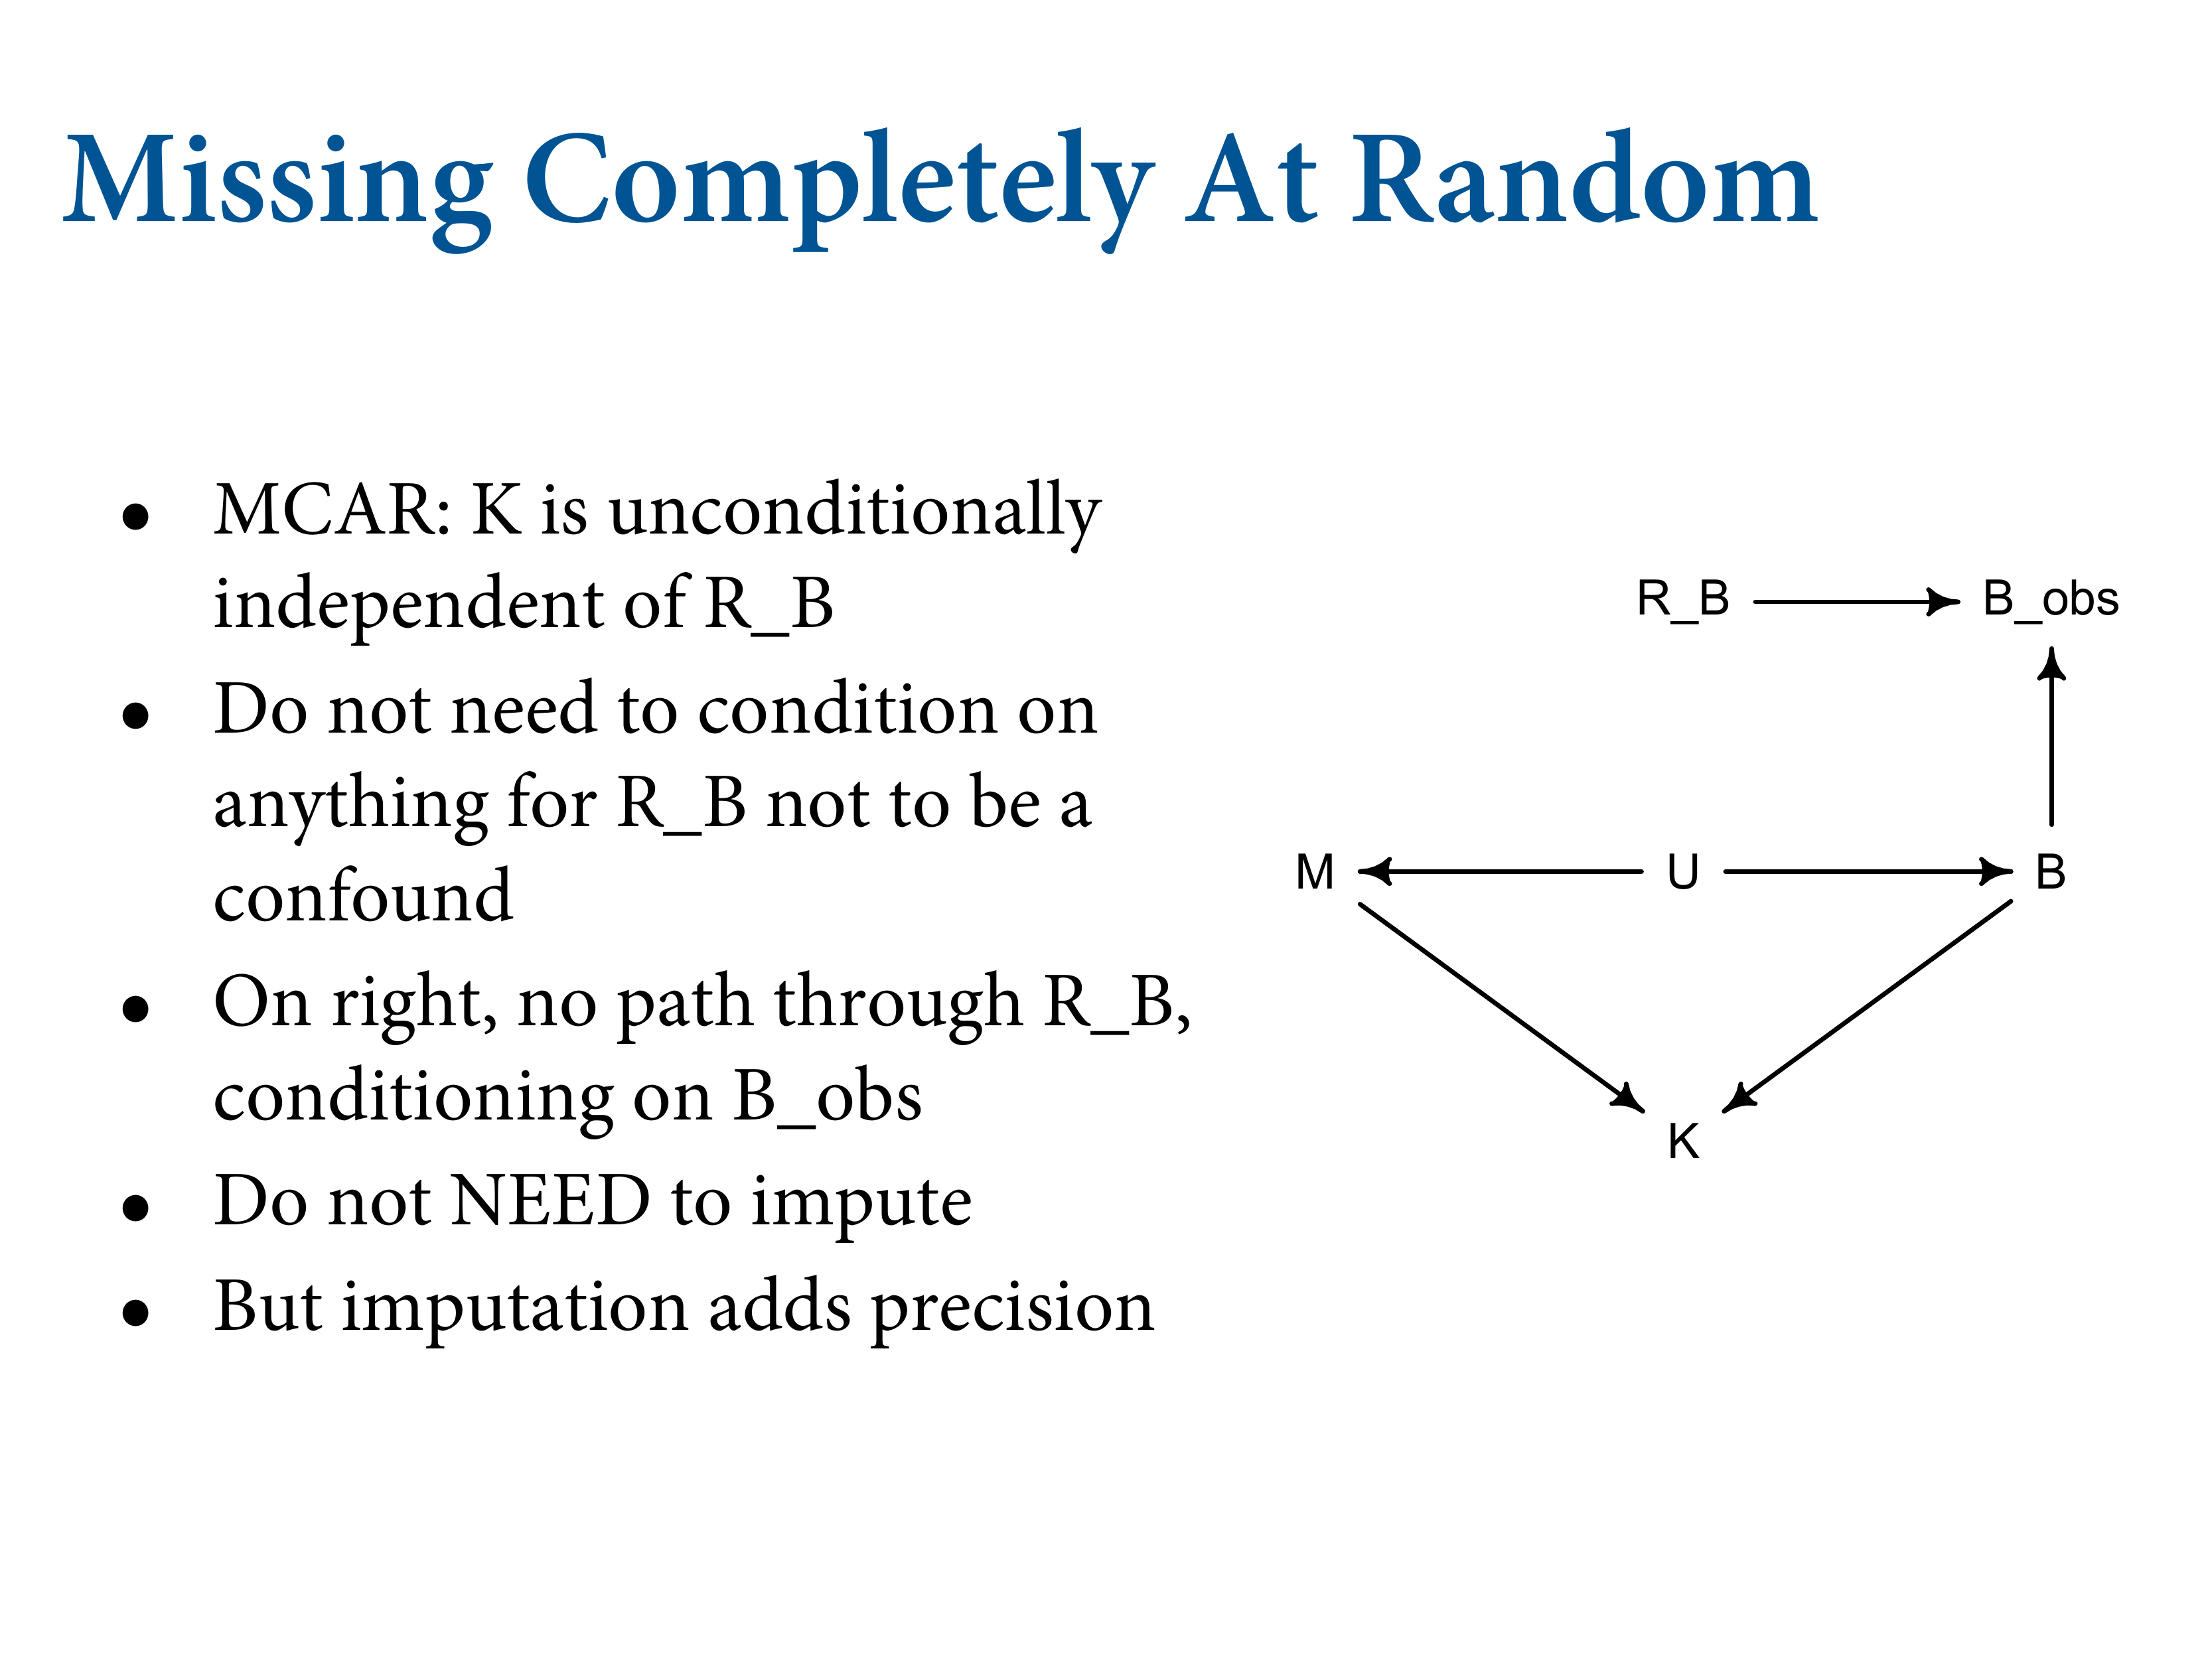 Missing Completely At Random
• MCAR: K is unconditionally
independent of R_B
• Do not need to condition on
anything for R_B not to be a
confound
• On right, no path through R_B,
conditioning on B_obs
• Do not NEED to impute
• But imputation adds precision
R_B B_obs
M U B
K